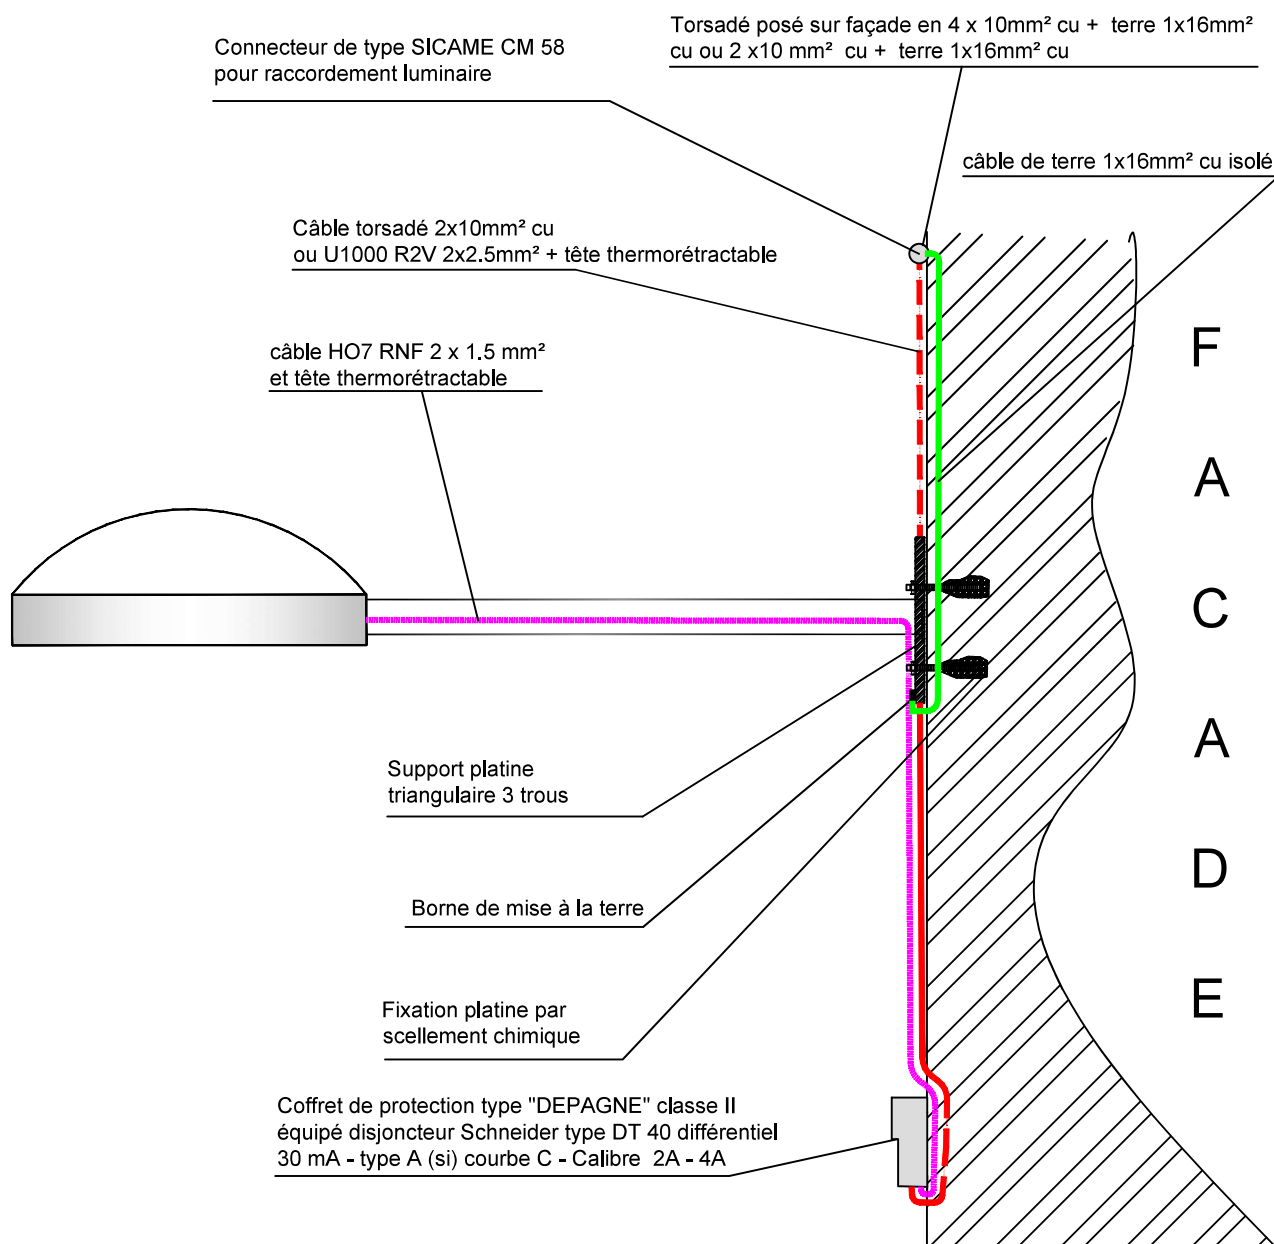 Connecteur de type SICAME CM 58
pour raccordement luminaire
Torsadé posé sur façade en 4 x 10mm² cu + terre 1x16mm²
cu ou 2 x10 mm² cu + terre 1x16mm² cu
câble de terre 1x16mm² cu isolé
Câble torsadé 2x10mm² cu
ou U1000 R2V 2x2.5mm² + tête thermorétractable
câble HO7 RNF 2 x 1.5 mm²
et tête thermorétractable
F
A
C
A
D
E
Support platine
triangulaire 3 trous
Borne de mise à la terre
Fixation platine par
scellement chimique
Coffret de protection type "DEPAGNE" classe II
équipé disjoncteur Schneider type DT 40 différentiel
30 mA - type A (si) courbe C - Calibre 2A - 4A